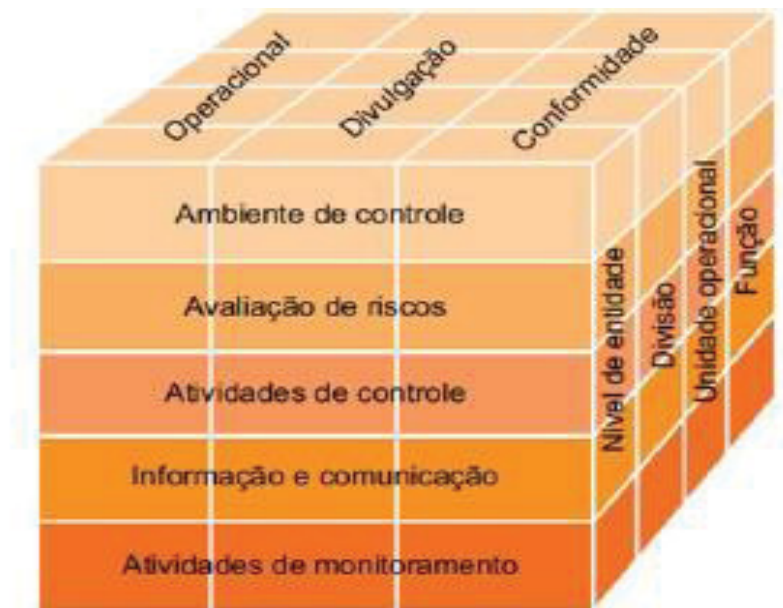 Operacional
Divulgação
Conformidade
Ambiente de controle
Avaliação de riscos
Atividades de controle
Informação e comunicação
Atividades de monitoramento
Nível de entidade
Divisão
Unidade operacional
Função